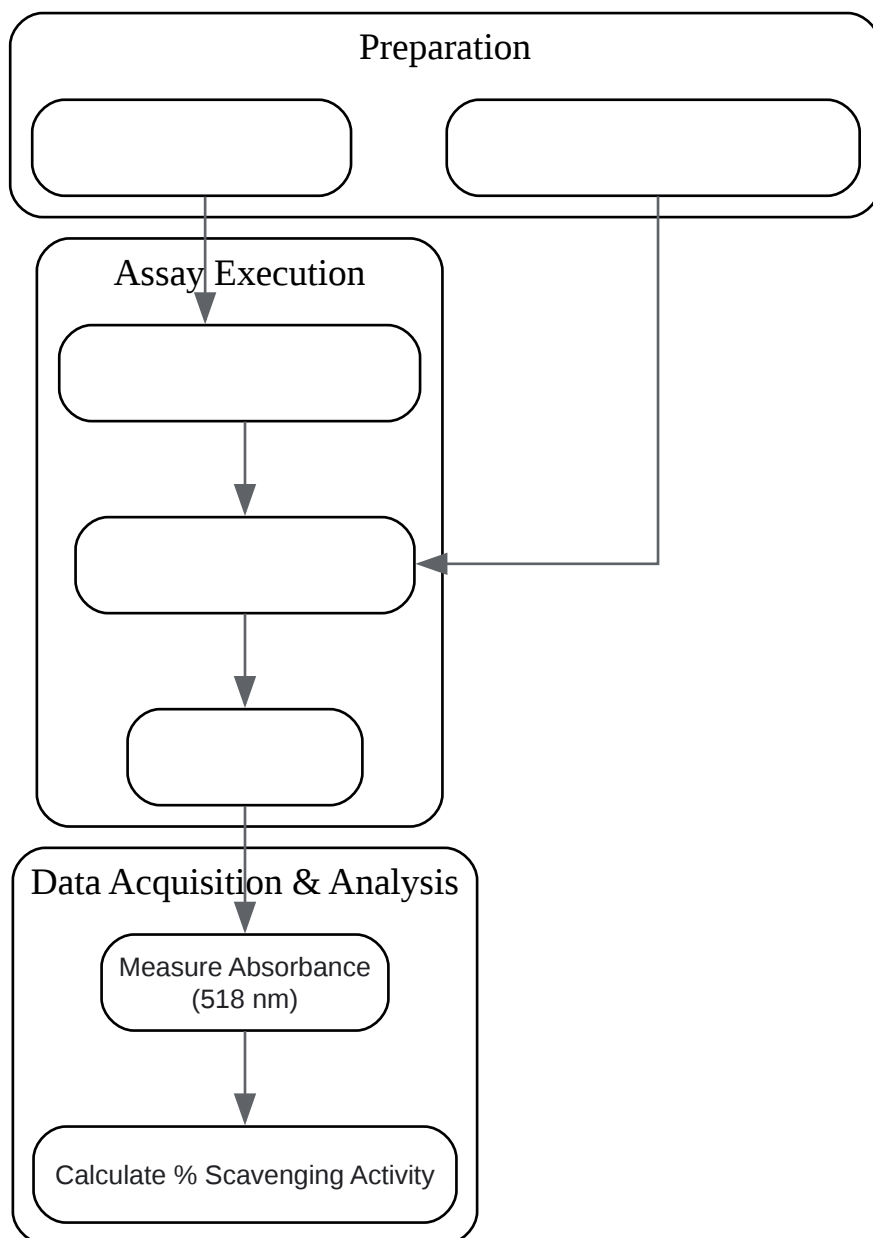 Preparation
Assay Execution
Data Acquisition & Analysis
Measure Absorbance
(518 nm)
Calculate % Scavenging Activity